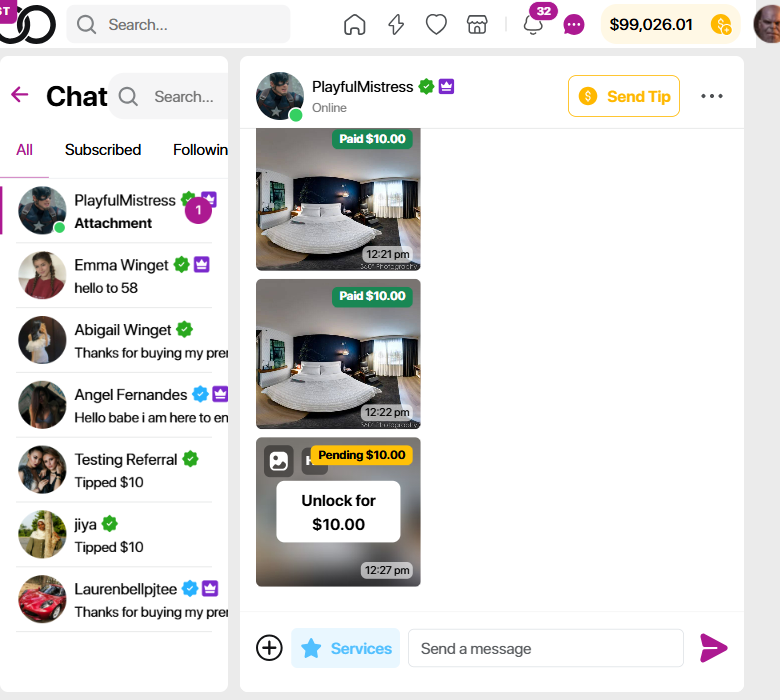 ST
Search...
32
$99,026.01
Chat
Search...
All
Subscribed
Followin
PlayfulMistress
1
Attachment
Emma Winget
hello to 58
Abigail Winget
Thanks for buying my prer
Angel Fernandes
Hello babe i am here to en
Testing Referral
Tipped $10
jiya
Tipped $10
Laurenbellpjtee
Thanks for buying my prer
PlayfulMistress
Online
$ Send Tip
Paid $10.00
12:21 pm
360° Photography
Paid $10.00
12:22 pm
360° Photography
Pending $10.00
Unlock for
$10.00
12:27 pm
Services
Send a message